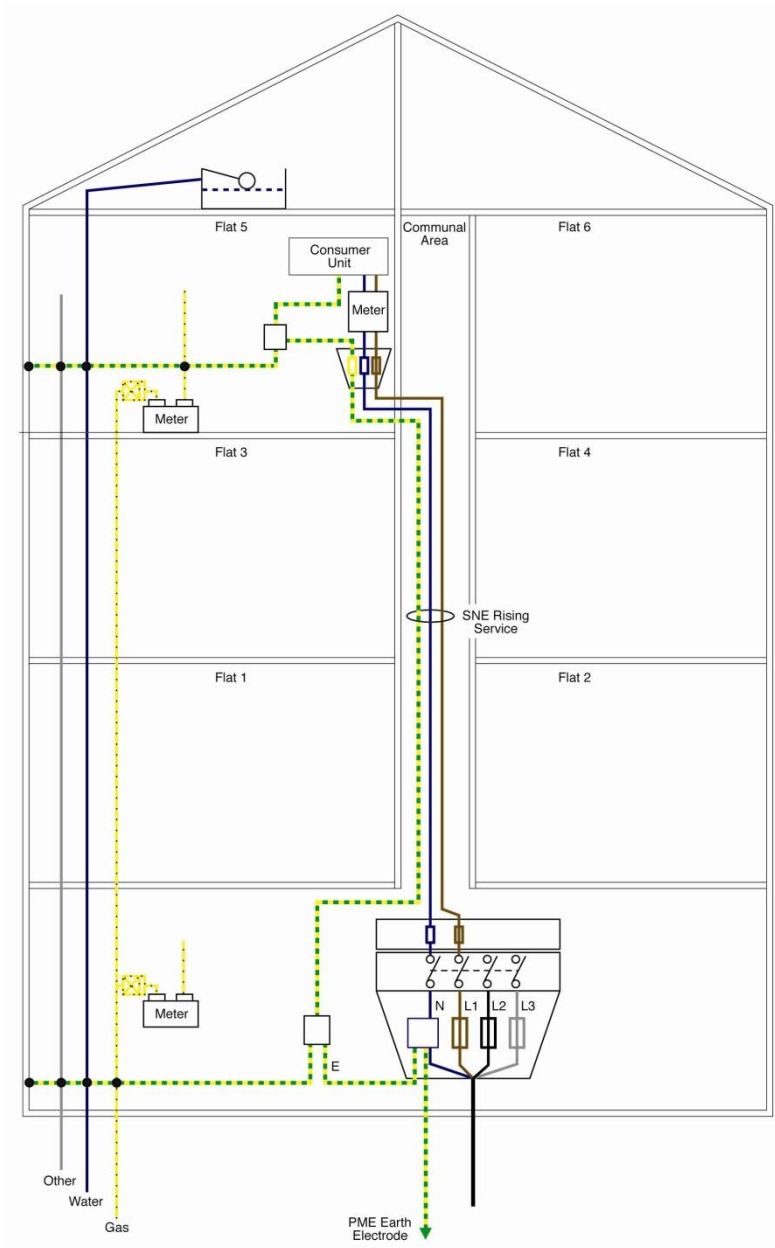 Flat 5
Communal
Area
Flat 6
Consumer
Unit
Meter
Meter
Flat 3
Flat 4
SNE Rising
Service
Flat 1
Flat 2
Meter
N
L1
L2
L3
E
Other
Water
Gas
PME Earth
Electrode